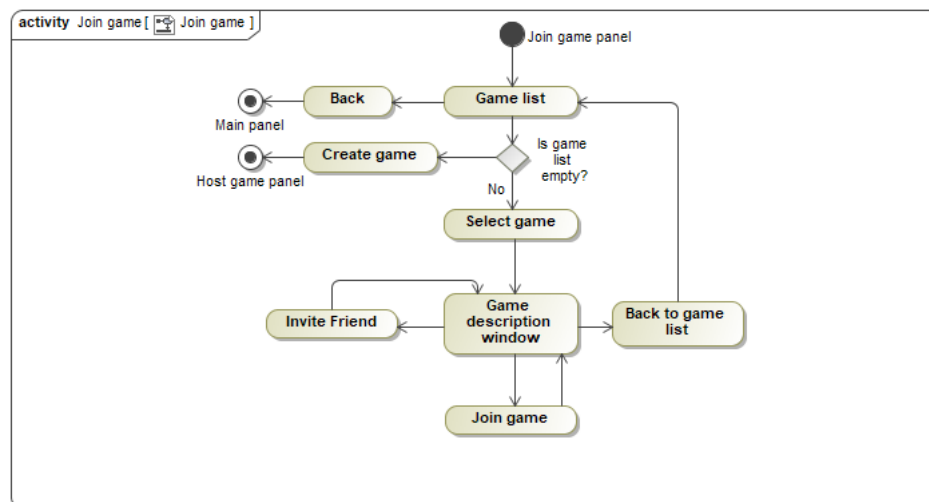 activity Join game [ Join game ]
Join game panel
Back
Game list
Main panel
Is game
list
empty?
Create game
Host game panel
No
Select game
Game
description
window
Invite Friend
Back to game
list
Join game